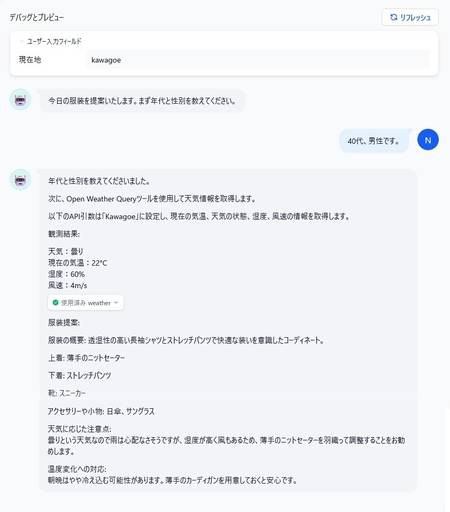 デバッグとプレビュー
リフレッシュ
ユーザー入力フィールド
現在地 kawagoe
今日の服装を提案いたします。まず年代と性別を教えてください。
40代、男性です。
N
年代と性別を教えてくださいました。
次に、Open Weather Queryツールを使用して天気情報を取得します。
以下のAPI引数は「Kawagoe」に設定し、現在の気温、天気の状態、湿度、風速の情報を取得します。
観測結果:
天気：曇り
現在の気温：22°C
湿度：60%
風速：4m/s
使用済み weather
服装提案:
服装の概要: 透湿性の高い長袖シャツとストレッチパンツで快適な装いを意識したコーディネート。
上着: 薄手のニットセーター
下着: ストレッチパンツ
靴: スニーカー
アクセサリーや小物: 日傘、サングラス
天気に応じた注意点:
曇りという天気なので雨は心配なさそうですが、湿度が高く風もあるため、薄手のニットセーターを羽織って調整することをお勧
めします。
温度変化への対応:
朝晩はやや冷え込む可能性があります。薄手のカーディガンを用意しておくと安心です。